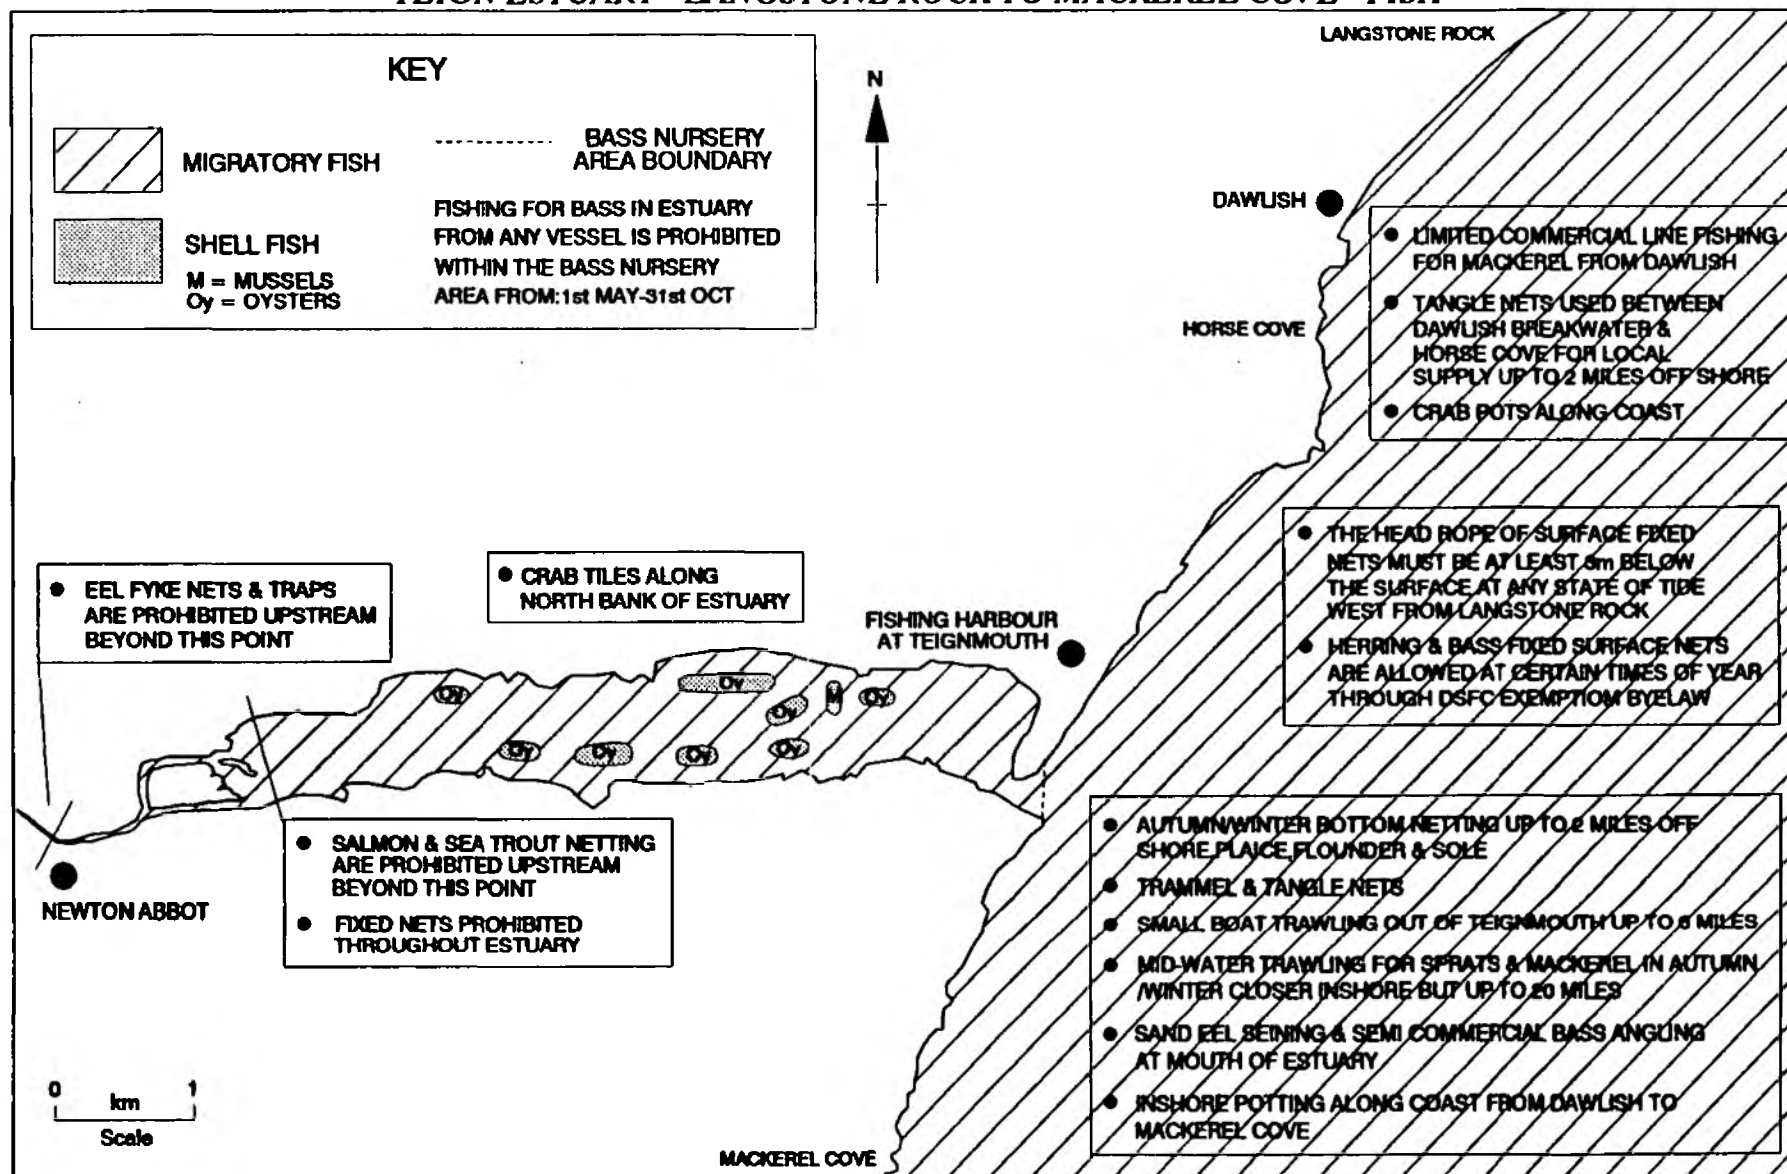 TEIGN ESTUARY - LANGSTONE ROCK TO MACKEREL COVE - FISH
LANGSTONE ROCK
KEY
MIGRATORY FISH
SHELL FISH
M = MUSSELS
Oy = OYSTERS
BASS NURSERY
AREA BOUNDARY
FISHING FOR BASS IN ESTUARY
FROM ANY VESSEL IS PROHIBITED
WITHIN THE BASS NURSERY
AREA FROM:1st MAY-31st OCT
N
DAWLISH
HORSE COVE
● LIMITED COMMERCIAL LINE FISHING
FOR MACKEREL FROM DAWLISH
● TANGLE NETS USED BETWEEN
DAWLISH BREAKWATER &
HORSE COVE FOR LOCAL
SUPPLY UP TO 2 MILES OFF SHORE
● CRAB POTS ALONG COAST
● THE HEAD ROPE OF SURFACE FIXED
NETS MUST BE AT LEAST 3m BELOW
THE SURFACE AT ANY STATE OF TIDE
WEST FROM LANGSTONE ROCK
● HERRING & BASS FIXED SURFACE NETS
ARE ALLOWED AT CERTAIN TIMES OF YEAR
THROUGH DSFC EXEMPTIOM BYELAW
● EEL FYKE NETS & TRAPS
ARE PROHIBITED UPSTREAM
BEYOND THIS POINT
● CRAB TILES ALONG
NORTH BANK OF ESTUARY
FISHING HARBOUR
AT TEIGNMOUTH
Oy
Oy
Oy
M
Oy
Oy
Oy
Oy
Oy
● SALMON & SEA TROUT NETTING
ARE PROHIBITED UPSTREAM
BEYOND THIS POINT
● FIXED NETS PROHIBITED
THROUGHOUT ESTUARY
NEWTON ABBOT
● AUTUMN/WINTER BOTTOM NETTING UP TO 2 MILES OFF
SHORE,PLAICE,FLOUNDER & SOLE
● TRAMMEL & TANGLE NETS
● SMALL BOAT TRAWLING OUT OF TEIGNMOUTH UP TO 6 MILES
● MID-WATER TRAWLING FOR SPRATS & MACKEREL IN AUTUMN
/WINTER CLOSER INSHORE BUT UP TO 20 MILES
● SAND EEL SEINING & SEMI COMMERCIAL BASS ANGLING
AT MOUTH OF ESTUARY
● INSHORE POTTING ALONG COAST FROM DAWLISH TO
MACKEREL COVE
0 1
km
Scale
MACKEREL COVE